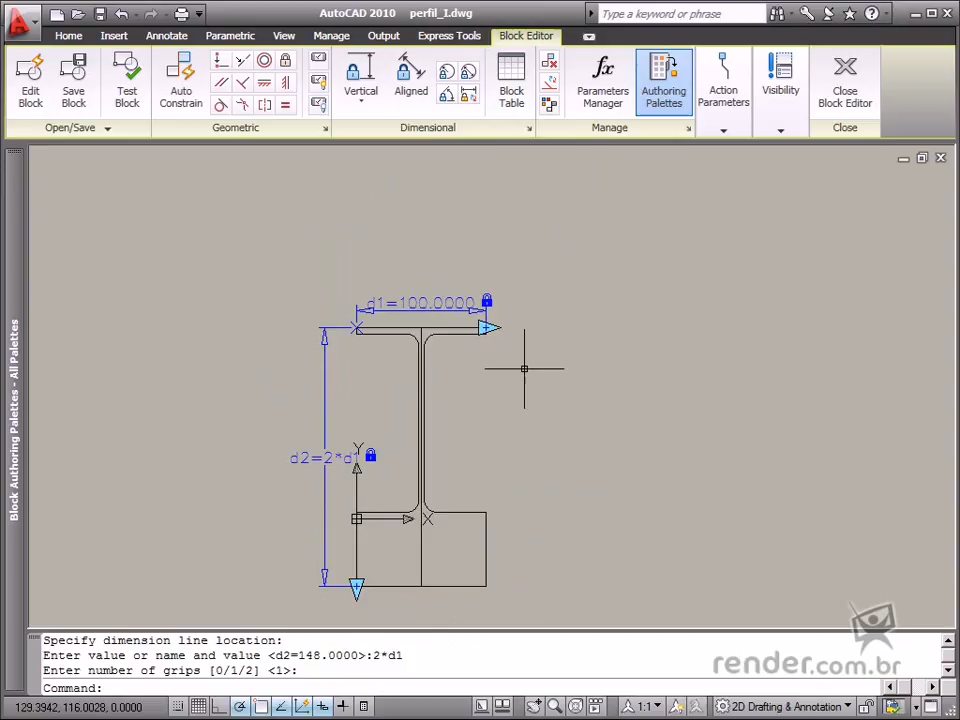 AutoCAD 2010 perfil_I.dwg
Type a keyword or phrase
Home Insert Annotate Parametric View Manage Output Express Tools Block Editor
Edit Block
Save Block
Test Block
Auto Constrain
Vertical
Aligned
Block Table
fx
Parameters Manager
Authoring Palettes
Action Parameters
Visibility
Close Block Editor
Open/Save
Geometric
Dimensional
Manage
Close
Block Authoring Palettes - All Palettes
d1=100.0000
d2=2*d1
Y
X
Specify dimension line location:
Enter value or name and value <d2=148.0000>:2*d1
Enter number of grips [0/1/2] <1>:
Command:
render.com.br
129.3942, 116.0028, 0.0000
1:1
2D Drafting & Annotation